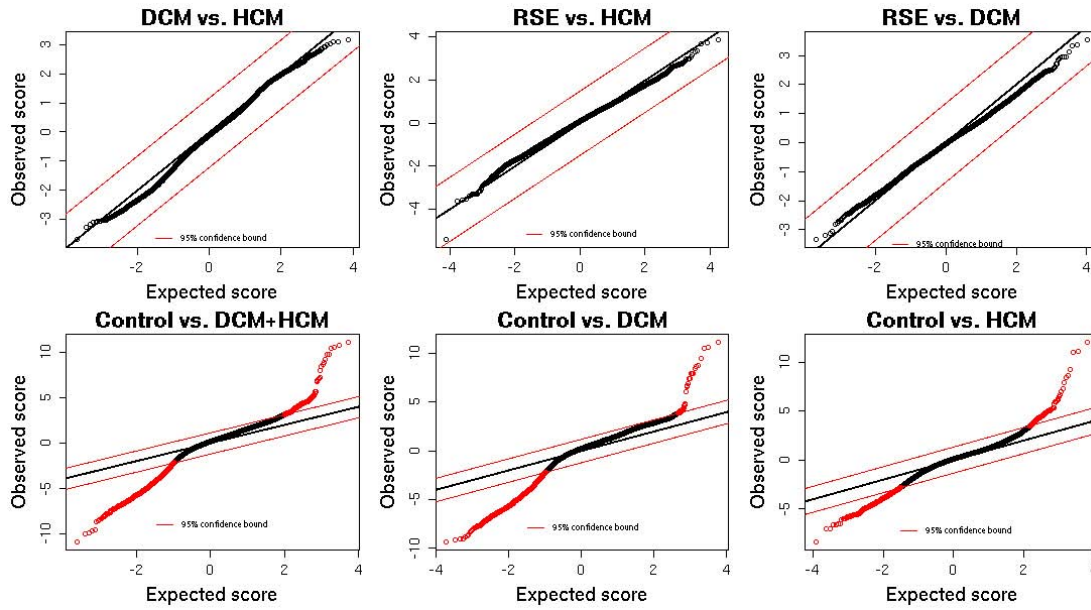 DCM vs. HCM
RSE vs. HCM
RSE vs. DCM
Observed score
-3 -2 -1 0 1 2 3
95% confidence bound
-2 0 2 4
Expected score
Observed score
-4 -2 0 2 4
95% confidence bound
-4 -2 0 2 4
Expected score
Observed score
-3 -2 -1 0 1 2 3
95% confidence bound
-2 0 2 4
Expected score
Control vs. DCM+HCM
Control vs. DCM
Control vs. HCM
Observed score
-10 -5 0 5 10
95% confidence bound
-2 0 2 4
Expected score
Observed score
-10 -5 0 5 10
95% confidence bound
-4 -2 0 2 4
Expected score
Observed score
-5 0 5 10
95% confidence bound
-4 -2 0 2 4
Expected score